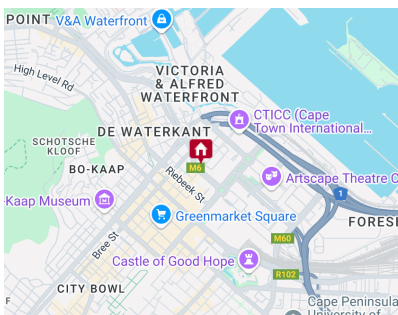 POINT
V&A Waterfront
High Level Rd
VICTORIA
& ALFRED
WATERFRONT
CTICC (Cape
Town International...
DE WATERKANT
SCHOTSCHE
KLOOF
BO-KAAP
M6
Riebeek St
Artscape Theatre C
1
-Kaap Museum
Greenmarket Square
FORES
Bree St
M60
Castle of Good Hope
R102
CITY BOWL
Cape Peninsula
University of